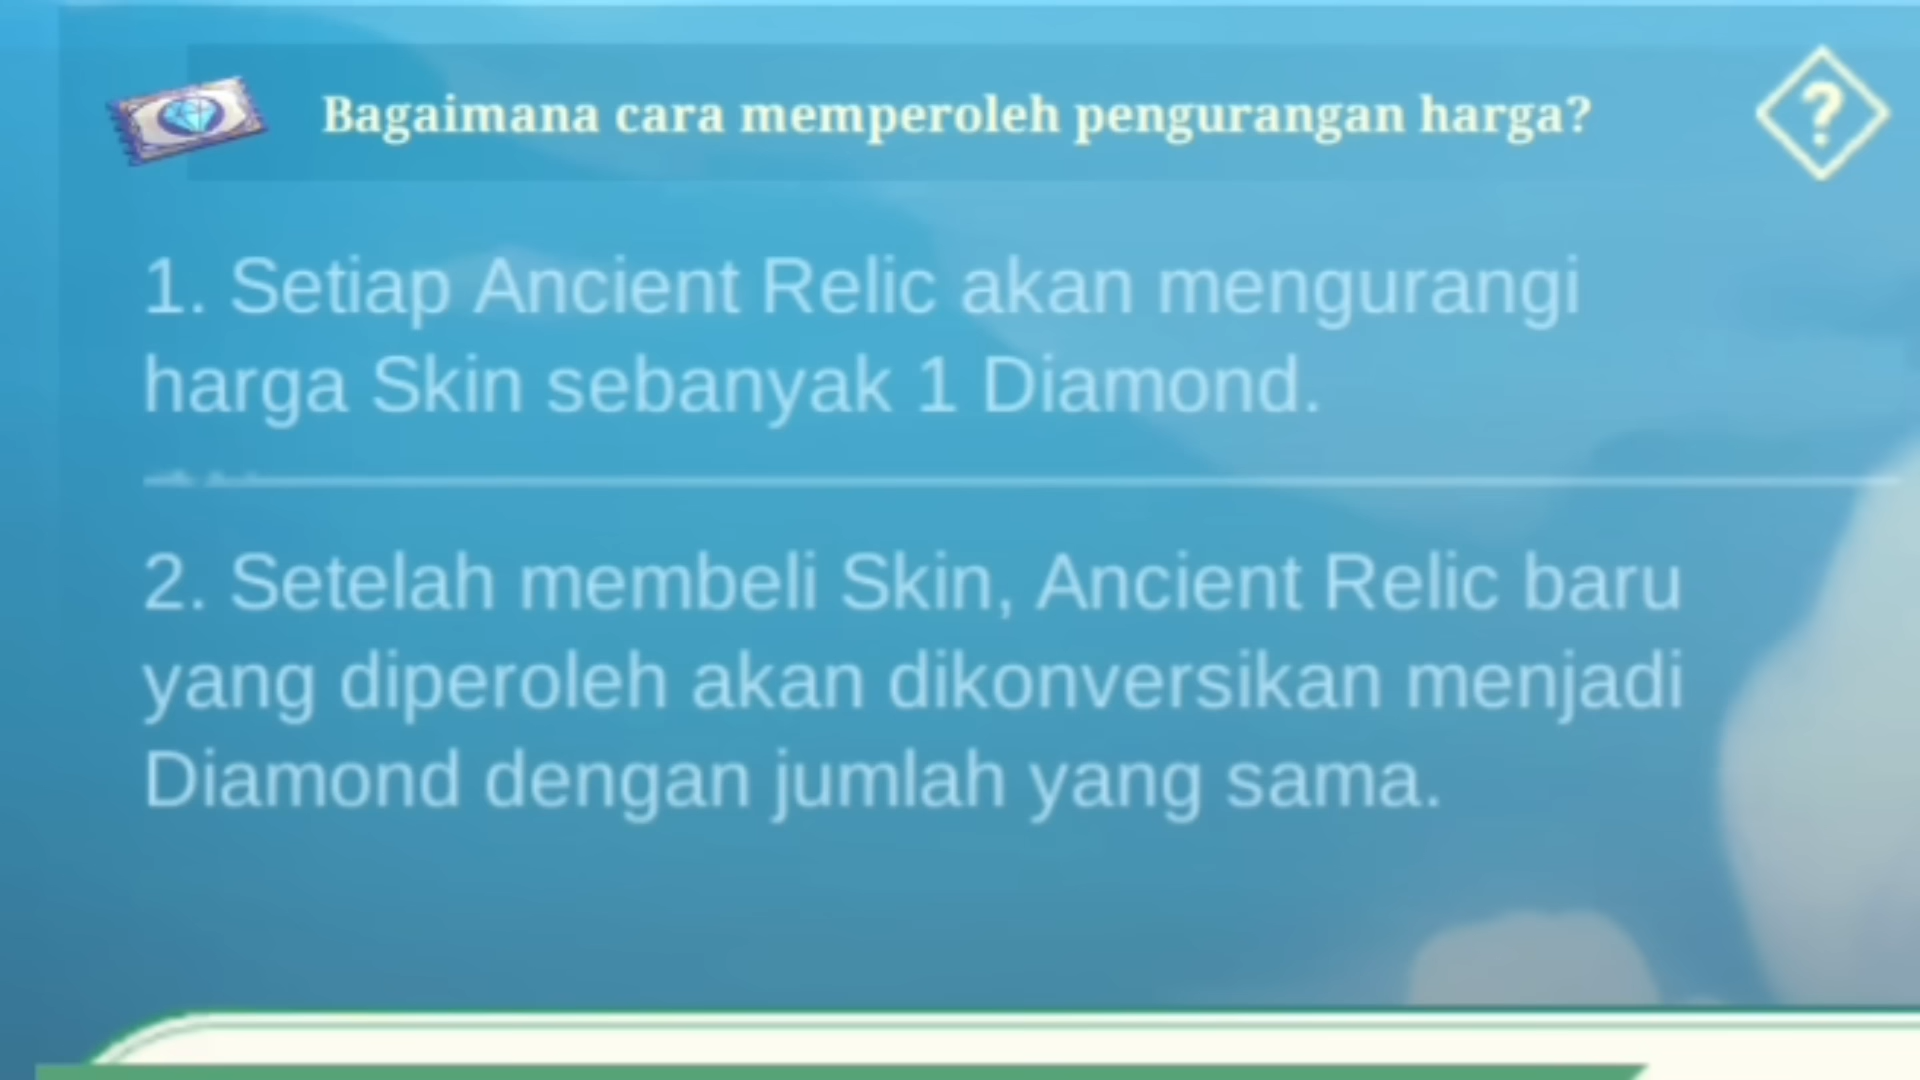 Bagaimana cara memperoleh pengurangan harga?
1. Setiap Ancient Relic akan mengurangi
harga Skin sebanyak 1 Diamond.
2. Setelah membeli Skin, Ancient Relic baru
yang diperoleh akan dikonversikan menjadi
Diamond dengan jumlah yang sama.